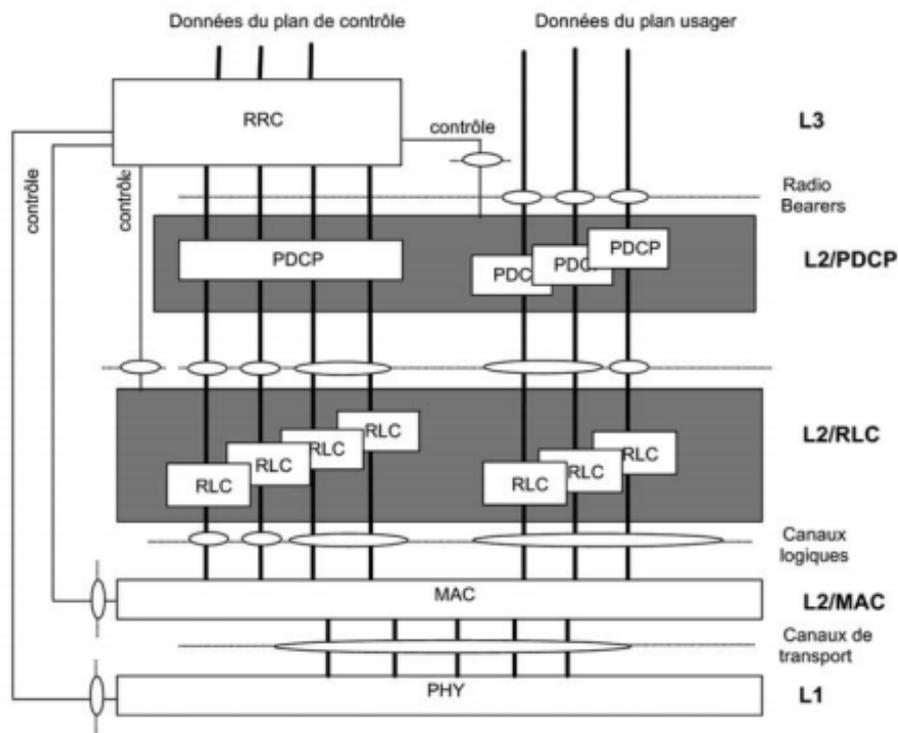 Données du plan de contrôle
Données du plan usager
RRC
contrôle
L3
contrôle
contrôle
Radio
Bearers
PDCP
PDCP
PDCP
PDCP
L2/PDCP
RLC
RLC
RLC
RLC
RLC
RLC
RLC
L2/RLC
Canaux
logiques
MAC
L2/MAC
Canaux de
transport
PHY
L1